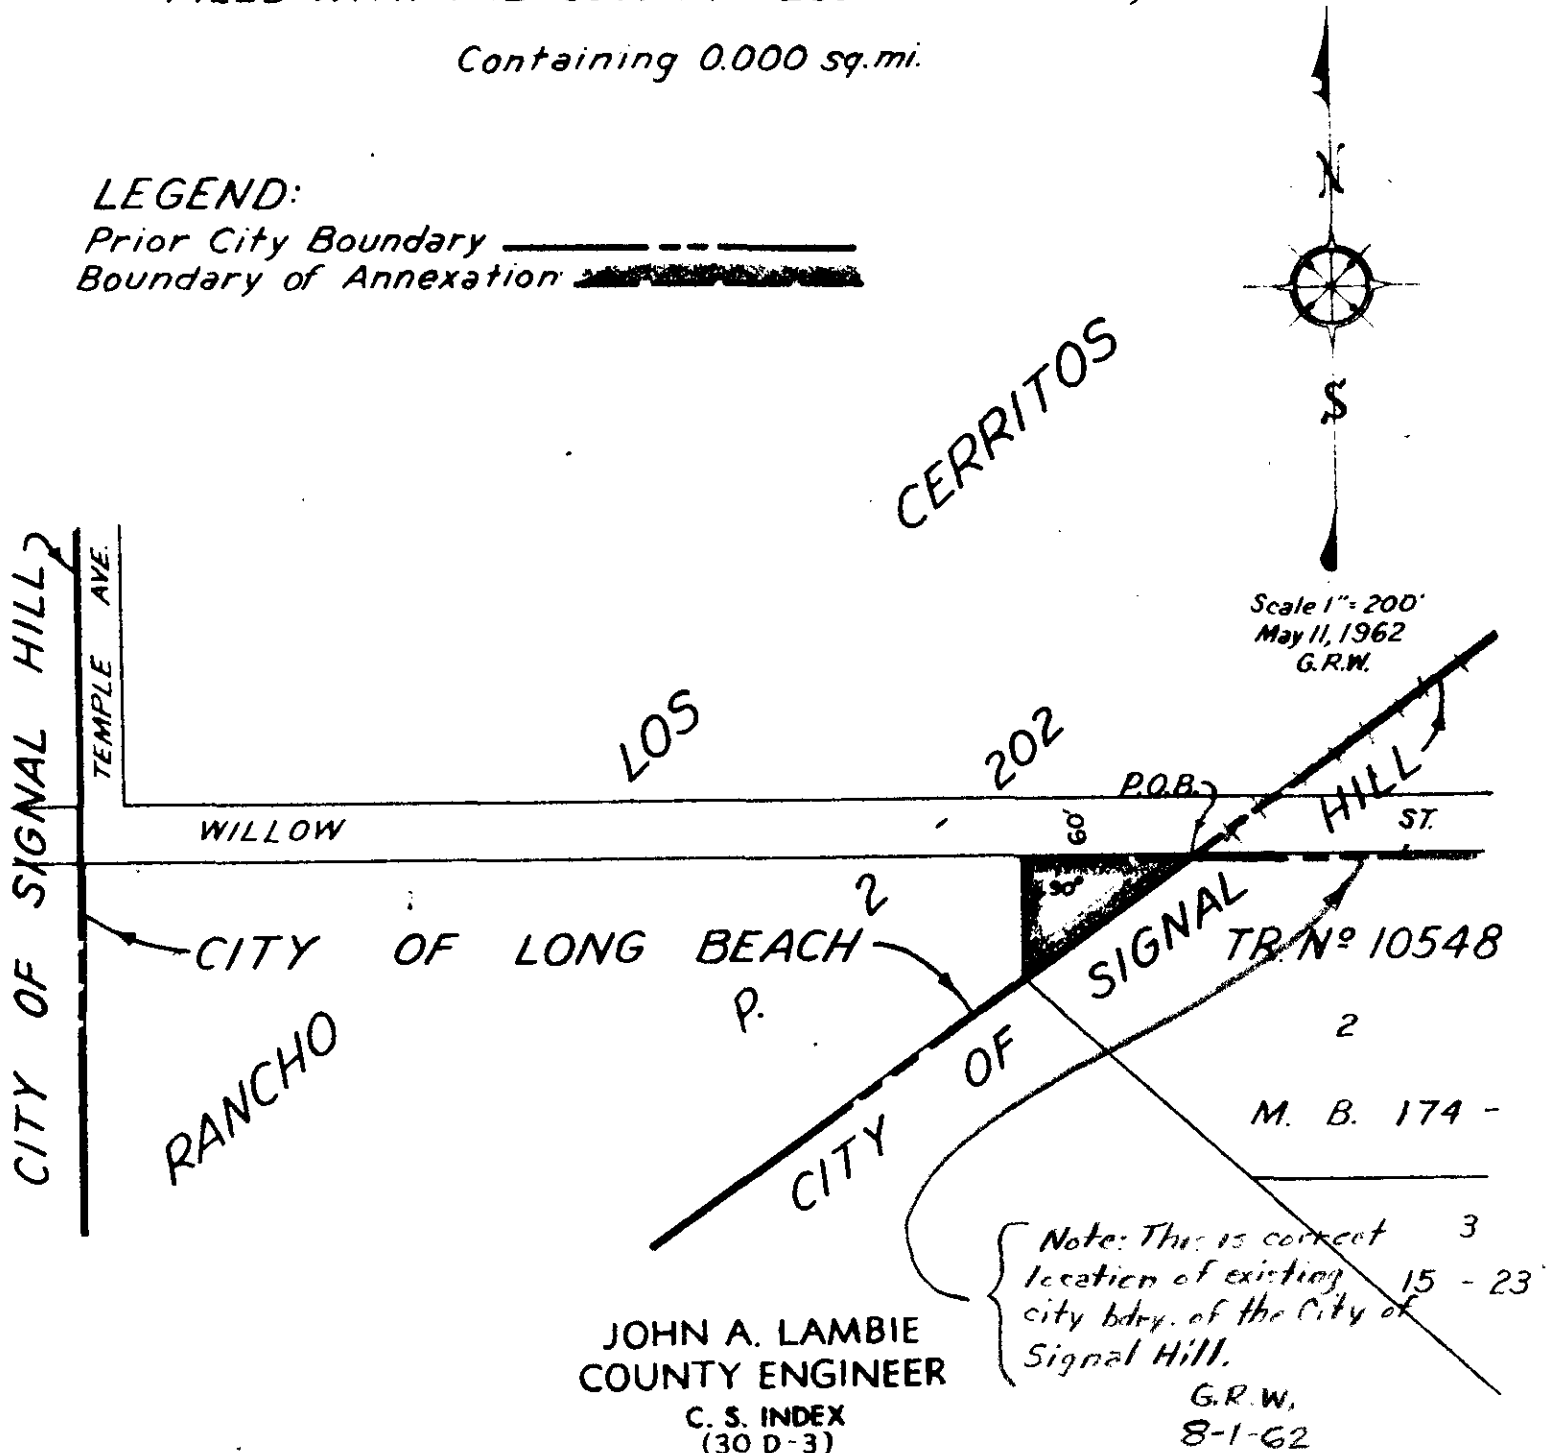 Containing 0.000 sq.mi.
LEGEND:
Prior City Boundary
Boundary of Annexation
N
S
Scale 1"= 200'
May 11, 1962
G.R.W.
RANCHO LOS CERRITOS
CITY OF SIGNAL HILL
TEMPLE AVE.
WILLOW ST.
60'
P.O.B.
90°
P. 2 202
CITY OF LONG BEACH
CITY OF SIGNAL HILL
TR. Nº 10548
2
M. B. 174 -
3
15 - 23
Note: This is correct
location of existing
city bdry. of the City of
Signal Hill.
G.R.W.
8-1-62
JOHN A. LAMBIE
COUNTY ENGINEER
C. S. INDEX
(30 D-3)